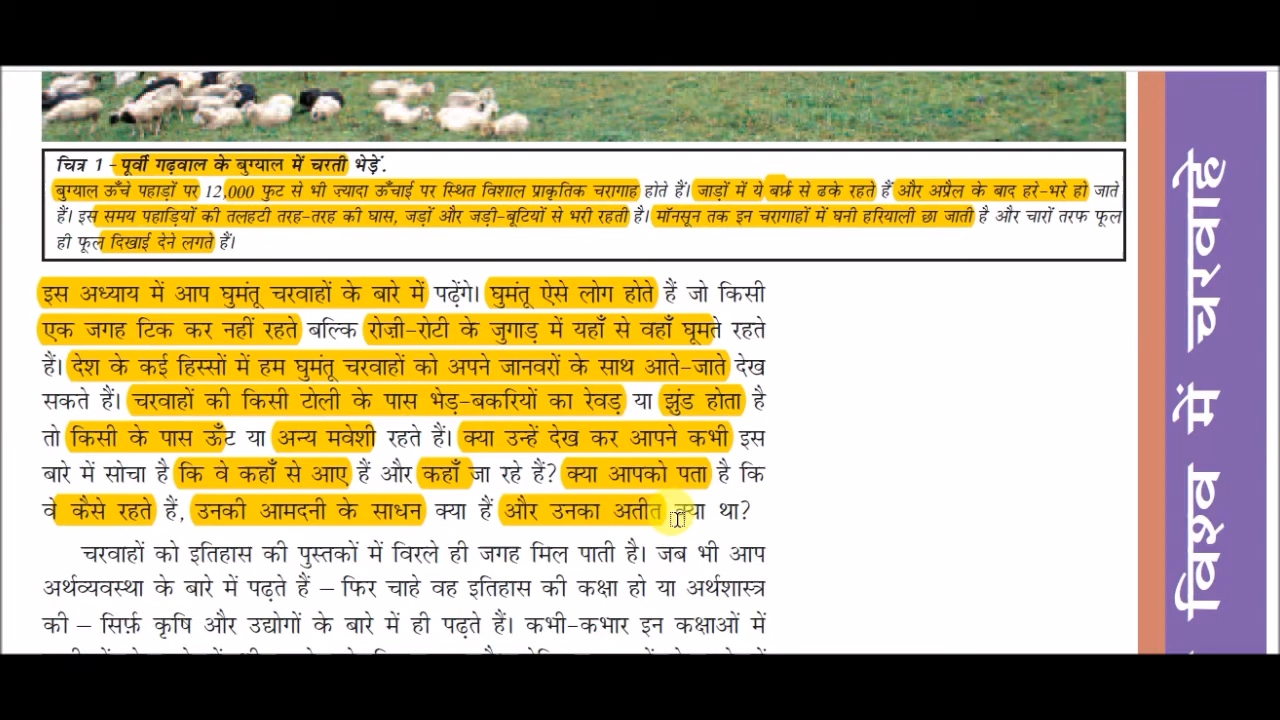 चित्र 1 – पूर्वी गढ़वाल के बुग्याल में चरती भेड़ें.
बुग्याल ऊँचे पहाड़ों पर 12,000 फुट से भी ज्यादा ऊँचाई पर स्थित विशाल प्राकृतिक चरागाह होते हैं। जाड़ों में ये बर्फ़ से ढके रहते हैं और अप्रैल के बाद हरे-भरे हो जाते
हैं। इस समय पहाड़ियों की तलहटी तरह-तरह की घास, जड़ों और जड़ी-बूटियों से भरी रहती है। मॉनसून तक इन चरागाहों में घनी हरियाली छा जाती है और चारों तरफ फूल
ही फूल दिखाई देने लगते हैं।
इस अध्याय में आप घुमंतू चरवाहों के बारे में पढ़ेंगे। घुमंतू ऐसे लोग होते हैं जो किसी
एक जगह टिक कर नहीं रहते बल्कि रोज़ी-रोटी के जुगाड़ में यहाँ से वहाँ घूमते रहते
हैं। देश के कई हिस्सों में हम घुमंतू चरवाहों को अपने जानवरों के साथ आते-जाते देख
सकते हैं। चरवाहों की किसी टोली के पास भेड़-बकरियों का रेवड़ या झुंड होता है
तो किसी के पास ऊँट या अन्य मवेशी रहते हैं। क्या उन्हें देख कर आपने कभी इस
बारे में सोचा है कि वे कहाँ से आए हैं और कहाँ जा रहे हैं? क्या आपको पता है कि
वे कैसे रहते हैं, उनकी आमदनी के साधन क्या हैं और उनका अतीत क्या था?
चरवाहों को इतिहास की पुस्तकों में विरले ही जगह मिल पाती है। जब भी आप
अर्थव्यवस्था के बारे में पढ़ते हैं – फिर चाहे वह इतिहास की कक्षा हो या अर्थशास्त्र
की – सिर्फ़ कृषि और उद्योगों के बारे में ही पढ़ते हैं। कभी-कभार इन कक्षाओं में
विश्व में चरवाहे